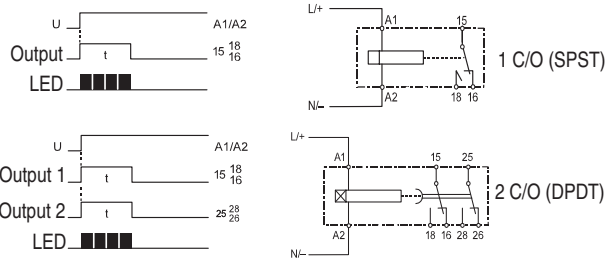 U A1/A2
Output t 15 18
16
LED
L/+
A1 15
1 C/O (SPST)
A2 18 16
N/-
U A1/A2
Output 1 t 15 18
16
Output 2 t 25 28
26
LED
L/+
A1 15 25
2 C/O (DPDT)
A2 18 16 28 26
N/-